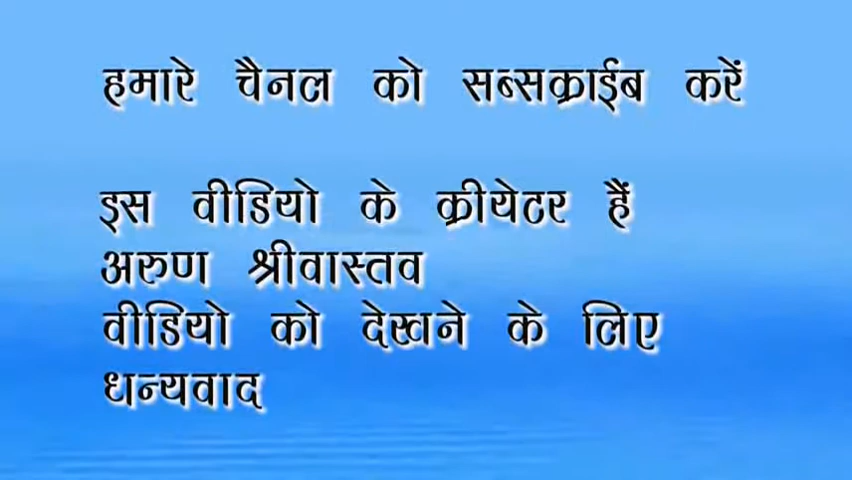 हमारे चैनल को सब्सक्राईब करें
इस वीडियो के क्रीयेटर हैं
अरुण श्रीवास्तव
वीडियो को देखने के लिए
धन्यवाद